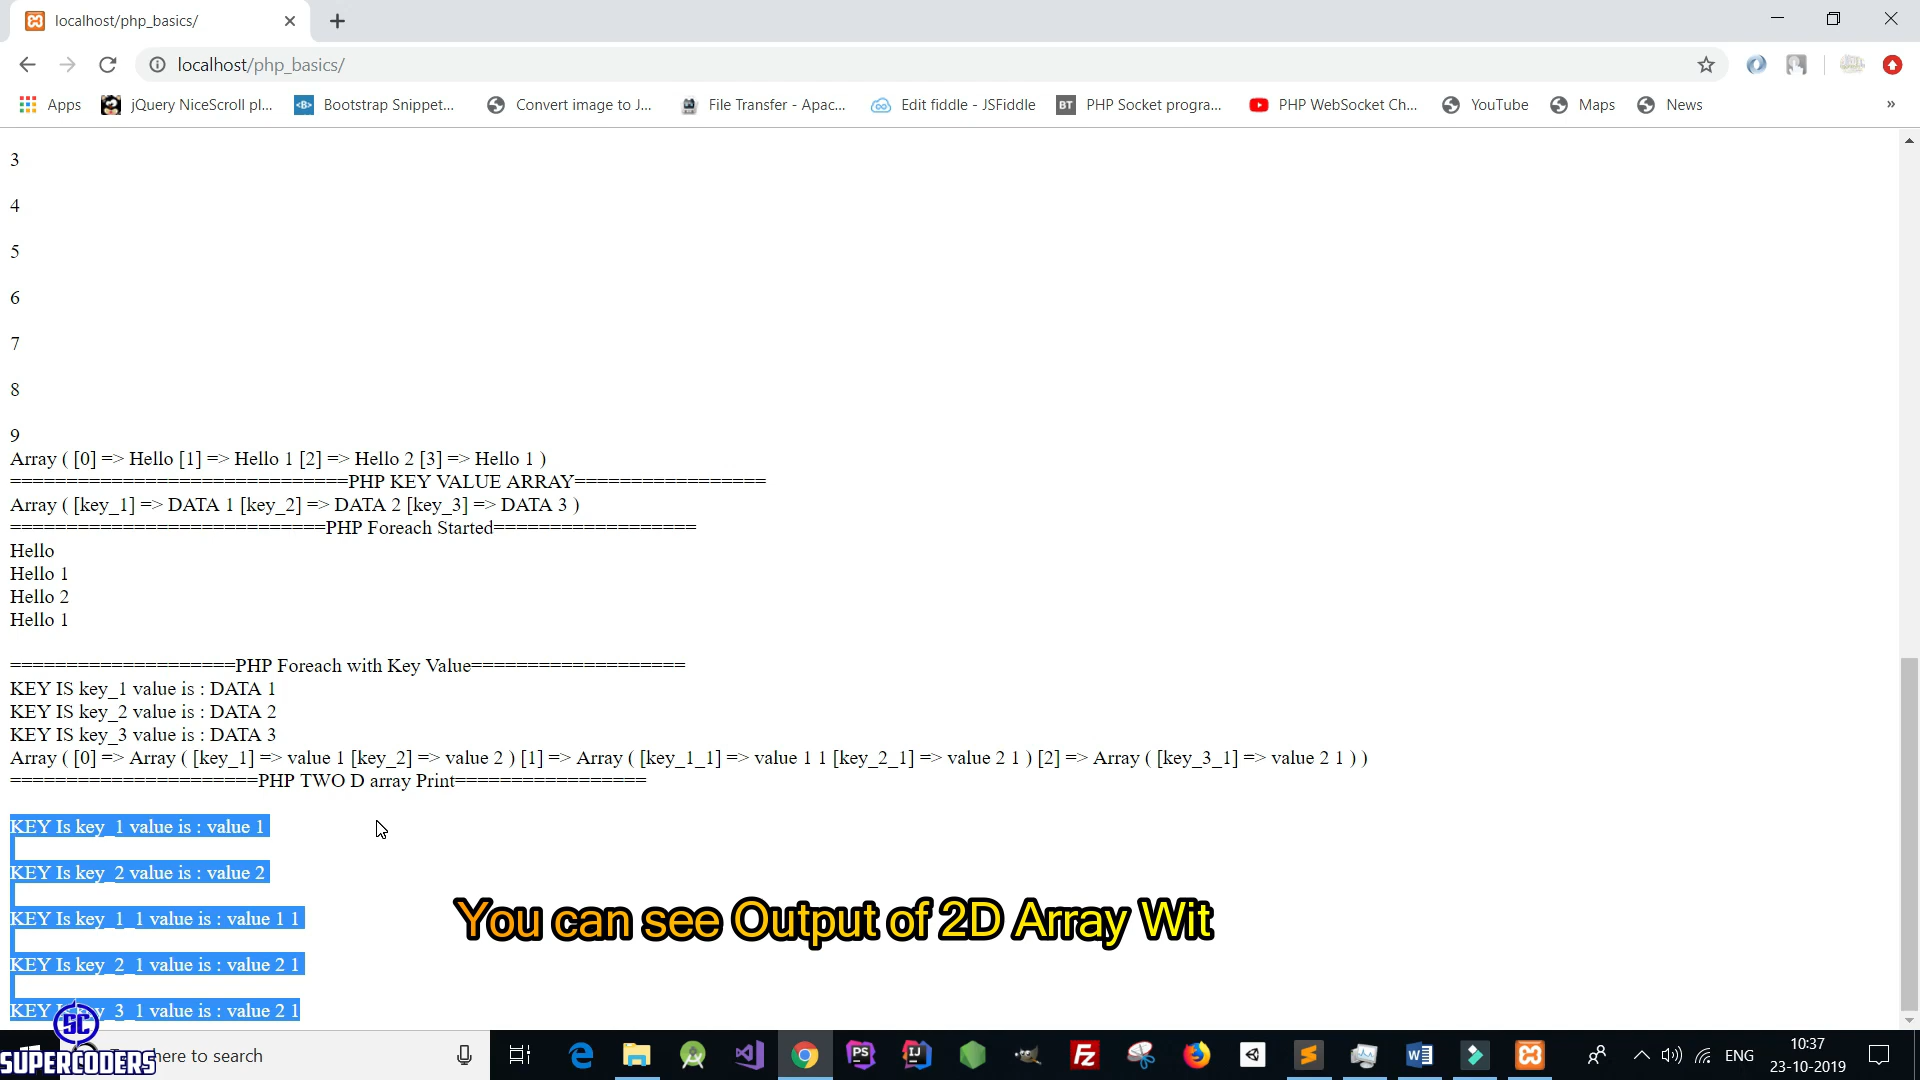 localhost/php_basics/
localhost/php_basics/
Apps jQuery NiceScroll pl... Bootstrap Snippet... Convert image to J... File Transfer - Apac... Edit fiddle - JSFiddle BT PHP Socket progra... PHP WebSocket Ch... YouTube Maps News »
3
4
5
6
7
8
9
Array ( [0] => Hello [1] => Hello 1 [2] => Hello 2 [3] => Hello 1 )
==============================PHP KEY VALUE ARRAY=================
Array ( [key_1] => DATA 1 [key_2] => DATA 2 [key_3] => DATA 3 )
============================PHP Foreach Started==================
Hello
Hello 1
Hello 2
Hello 1
====================PHP Foreach with Key Value===================
KEY IS key_1 value is : DATA 1
KEY IS key_2 value is : DATA 2
KEY IS key_3 value is : DATA 3
Array ( [0] => Array ( [key_1] => value 1 [key_2] => value 2 ) [1] => Array ( [key_1_1] => value 1 1 [key_2_1] => value 2 1 ) [2] => Array ( [key_3_1] => value 2 1 ) )
======================PHP TWO D array Print=================
KEY Is key_1 value is : value 1
KEY Is key_2 value is : value 2
KEY Is key_1_1 value is : value 1 1
You can see Output of 2D Array Wit
KEY Is key_2_1 value is : value 2 1
KEY y_3_1 value is : value 2 1
SC
SUPERCODERS
here to search
PS
IJ
Fz
ENG
10:37
23-10-2019